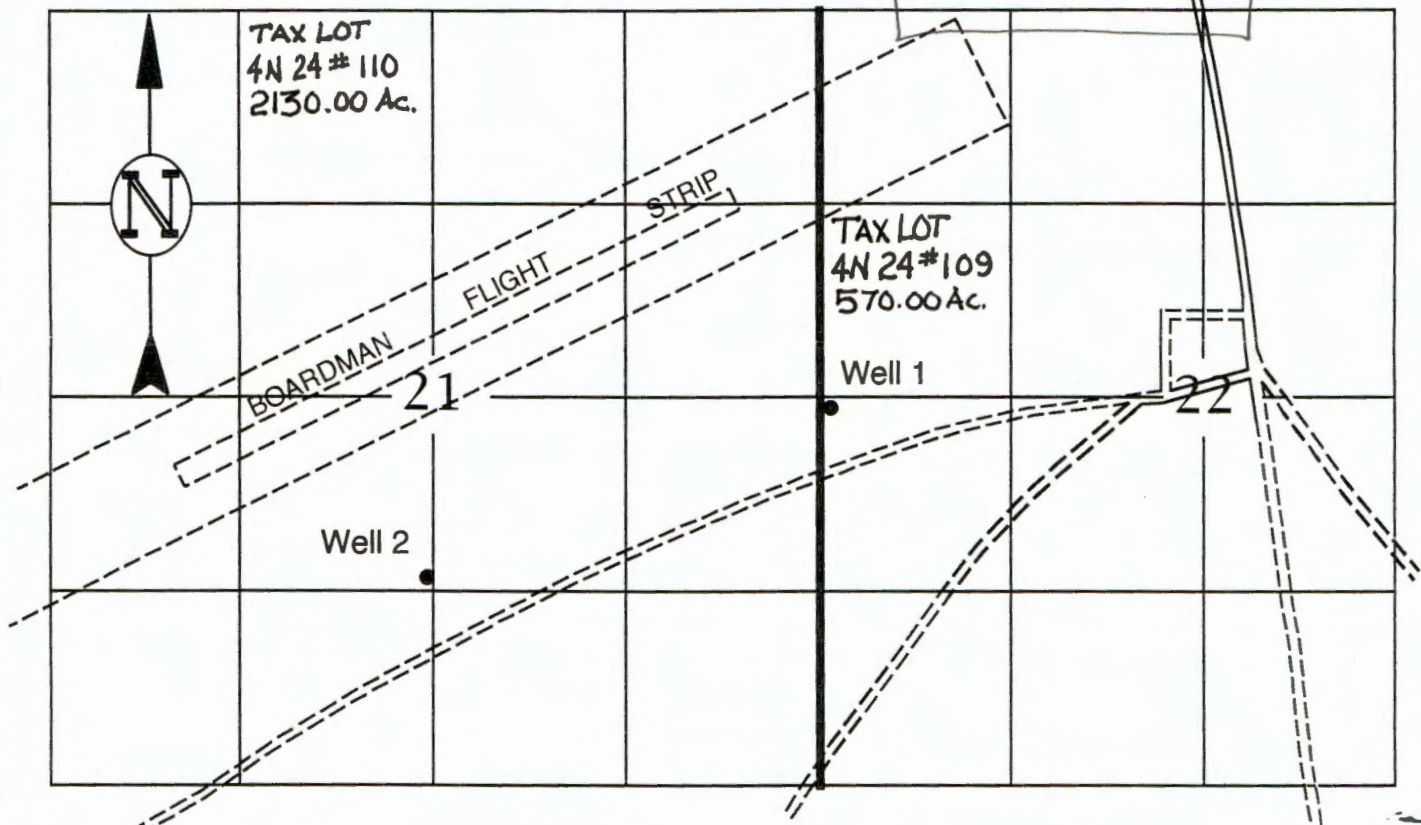 TAX LOT
4N 24 # 110
2130.00 Ac.
N
BOARDMAN FLIGHT STRIP
TAX LOT
4N 24 # 109
570.00 Ac.
21
Well 1
22
Well 2